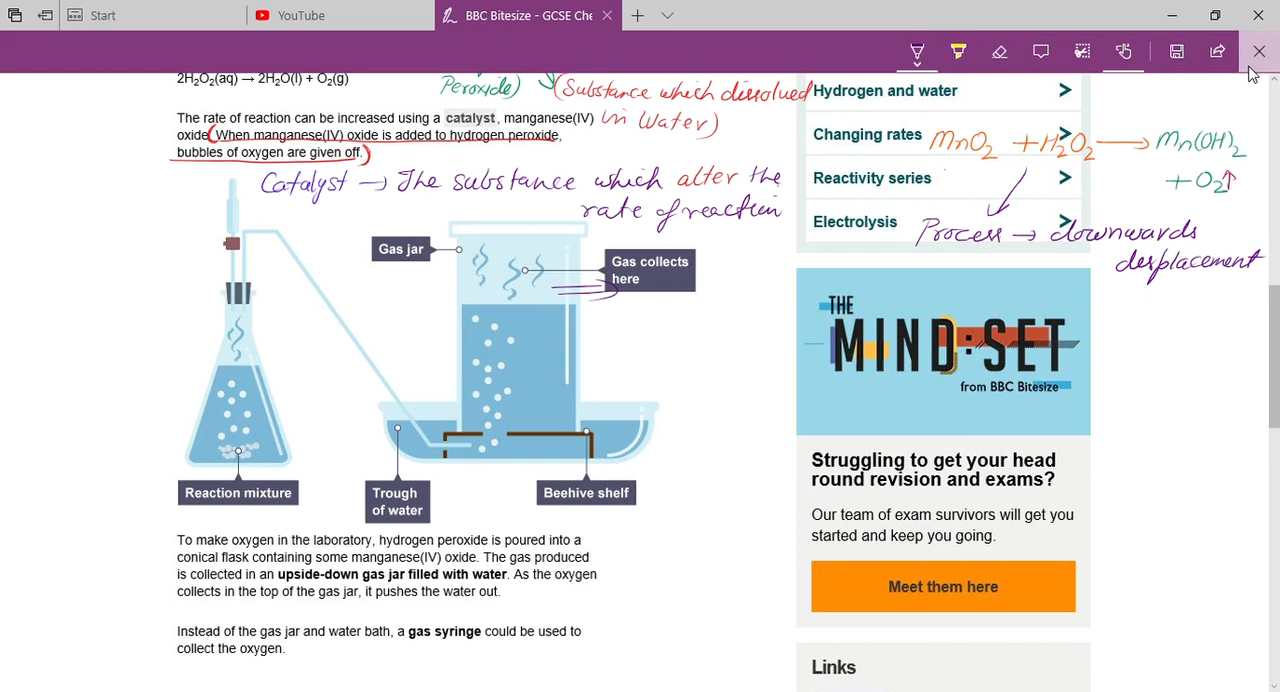 Start
YouTube
BBC Bitesize - GCSE Che
2H₂O₂(aq) → 2H₂O(l) + O₂(g)
Peroxide)
(Substance which dissolved
in water)
The rate of reaction can be increased using a catalyst, manganese(IV)
oxide. (When manganese(IV) oxide is added to hydrogen peroxide,
bubbles of oxygen are given off.)
Catalyst → The substance which alter the
rate of reaction
Gas jar
Gas collects
here
Reaction mixture
Trough
of water
Beehive shelf
To make oxygen in the laboratory, hydrogen peroxide is poured into a
conical flask containing some manganese(IV) oxide. The gas produced
is collected in an upside-down gas jar filled with water. As the oxygen
collects in the top of the gas jar, it pushes the water out.
Instead of the gas jar and water bath, a gas syringe could be used to
collect the oxygen.
Hydrogen and water
Changing rates
Reactivity series
Electrolysis
MnO₂ + H₂O₂ → Mn(OH)₂
+ O₂↑
Process → downwards
desplacement
THE
MIND:SET
from BBC Bitesize
Struggling to get your head
round revision and exams?
Our team of exam survivors will get you
started and keep you going.
Meet them here
Links